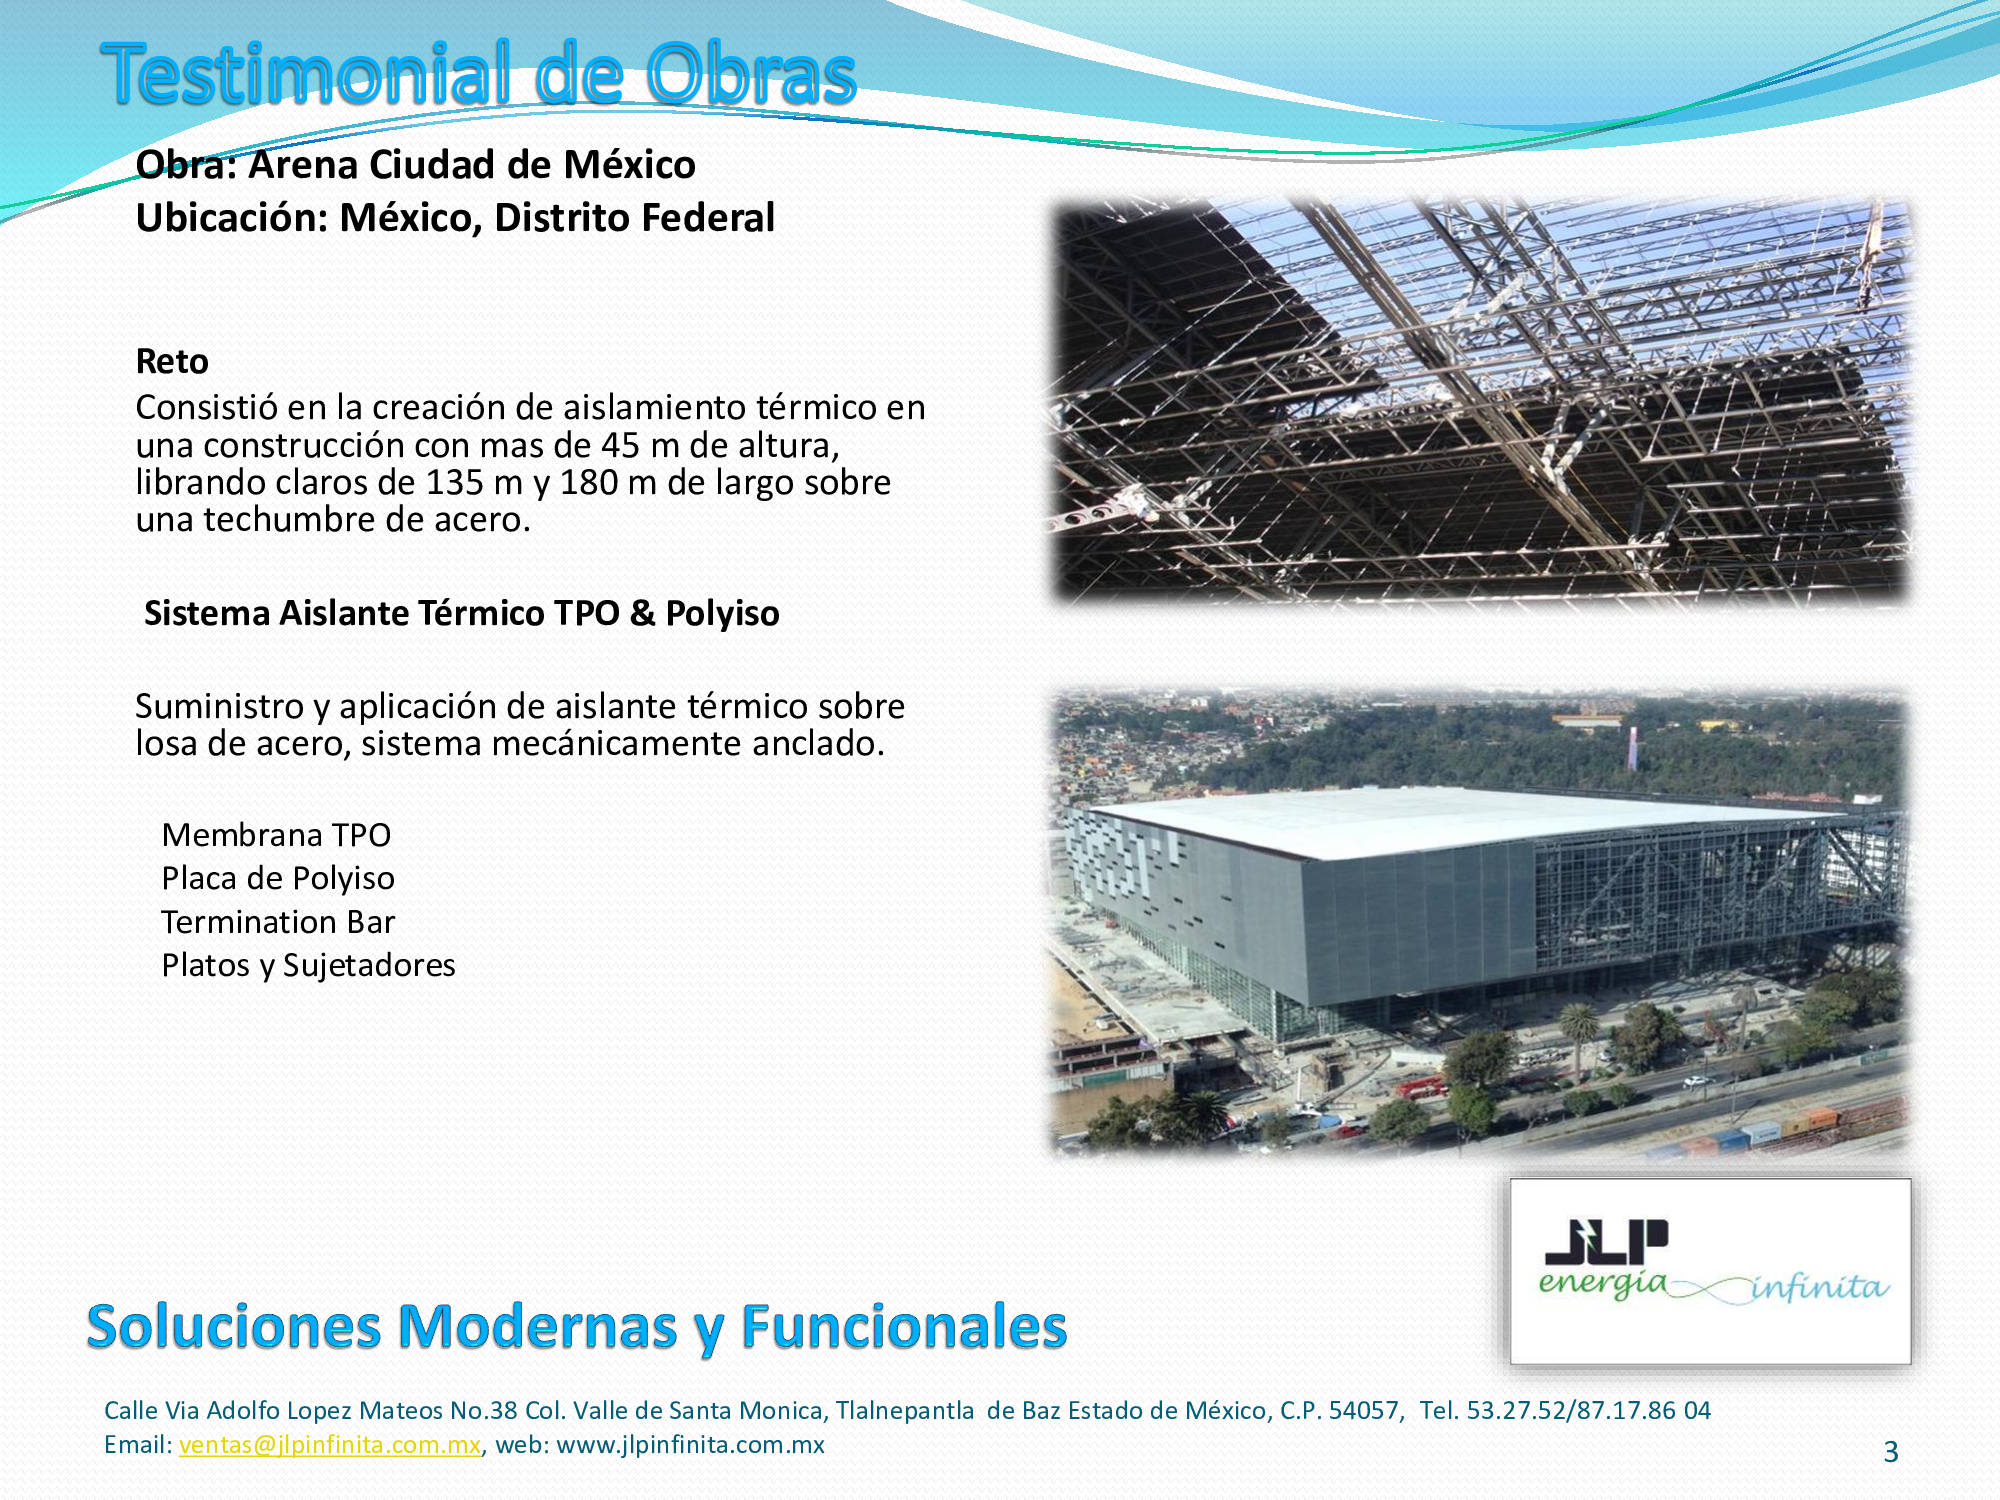 Testimonial de Obras
Obra: Arena Ciudad de México
Ubicación: México, Distrito Federal
Reto
Consistió en la creación de aislamiento térmico en
una construcción con mas de 45 m de altura,
librando claros de 135 m y 180 m de largo sobre
una techumbre de acero.
Sistema Aislante Térmico TPO & Polyiso
Suministro y aplicación de aislante térmico sobre
losa de acero, sistema mecánicamente anclado.
Membrana TPO
Placa de Polyiso
Termination Bar
Platos y Sujetadores
JLP
energía infinita
Soluciones Modernas y Funcionales
Calle Via Adolfo Lopez Mateos No.38 Col. Valle de Santa Monica, Tlalnepantla de Baz Estado de México, C.P. 54057, Tel. 53.27.52/87.17.86 04
Email: ventas@jlpinfinita.com.mx, web: www.jlpinfinita.com.mx
3